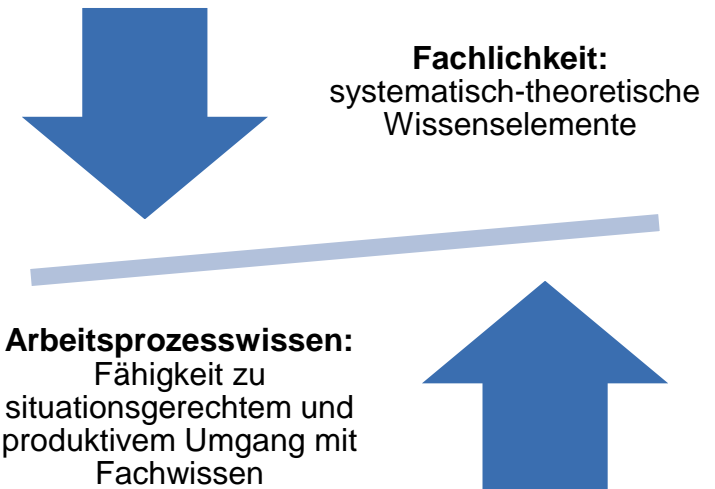 Fachlichkeit:
systematisch-theoretische
Wissenselemente
Arbeitsprozesswissen:
Fähigkeit zu
situationsgerechtem und
produktivem Umgang mit
Fachwissen